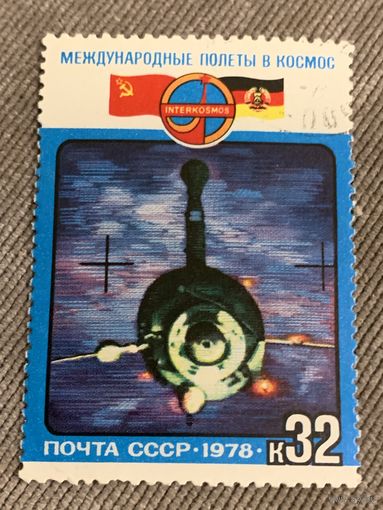 МЕЖДУНАРОДНЫЕ ПОЛЕТЫ В КОСМОС
INTERKOSMOS
ПОЧТА СССР·1978·К32